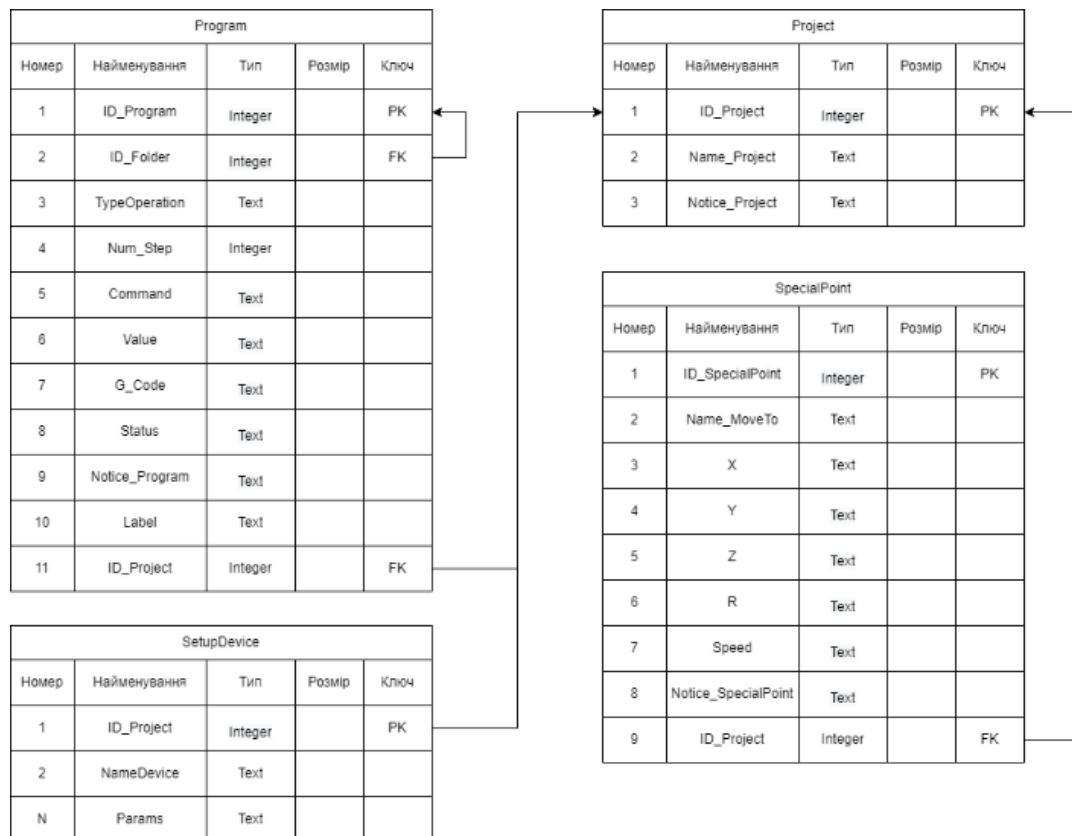 Program
Номер Найменування Тип Розмір Ключ
1 ID_Program Integer PK
2 ID_Folder Integer FK
3 TypeOperation Text
4 Num_Step Integer
5 Command Text
6 Value Text
7 G_Code Text
8 Status Text
9 Notice_Program Text
10 Label Text
11 ID_Project Integer FK
SetupDevice
Номер Найменування Тип Розмір Ключ
1 ID_Project Integer PK
2 NameDevice Text
N Params Text
Project
Номер Найменування Тип Розмір Ключ
1 ID_Project Integer PK
2 Name_Project Text
3 Notice_Project Text
SpecialPoint
Номер Найменування Тип Розмір Ключ
1 ID_SpecialPoint Integer PK
2 Name_MoveTo Text
3 X Text
4 Y Text
5 Z Text
6 R Text
7 Speed Text
8 Notice_SpecialPoint Text
9 ID_Project Integer FK